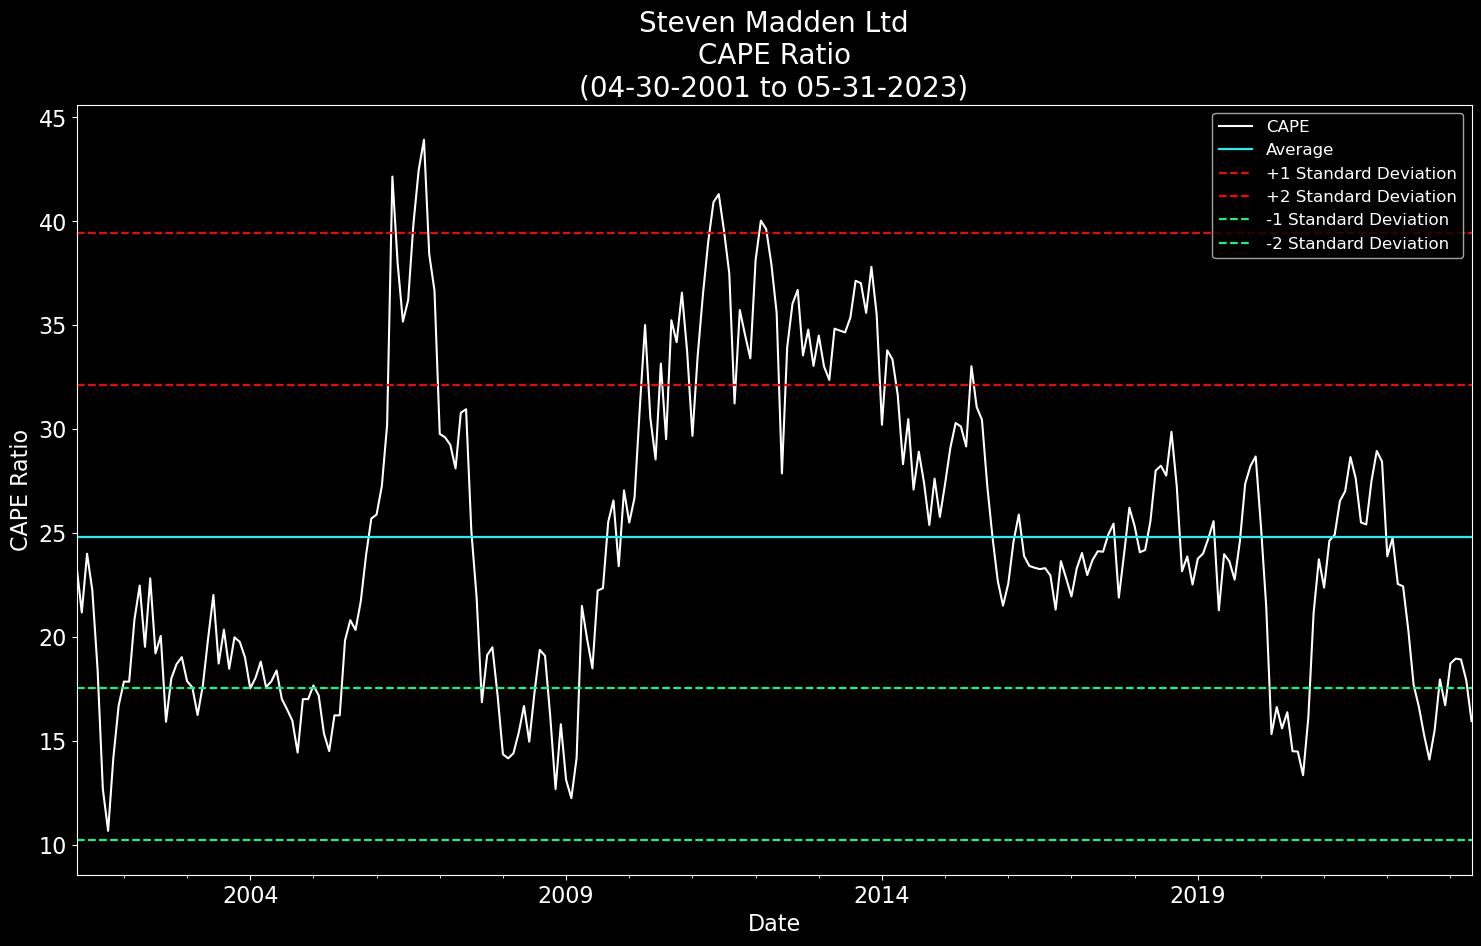 Steven Madden Ltd
CAPE Ratio
(04-30-2001 to 05-31-2023)
45
40
35
30
25
20
15
10
CAPE Ratio
CAPE
Average
+1 Standard Deviation
+2 Standard Deviation
-1 Standard Deviation
-2 Standard Deviation
2004
2009
2014
2019
Date